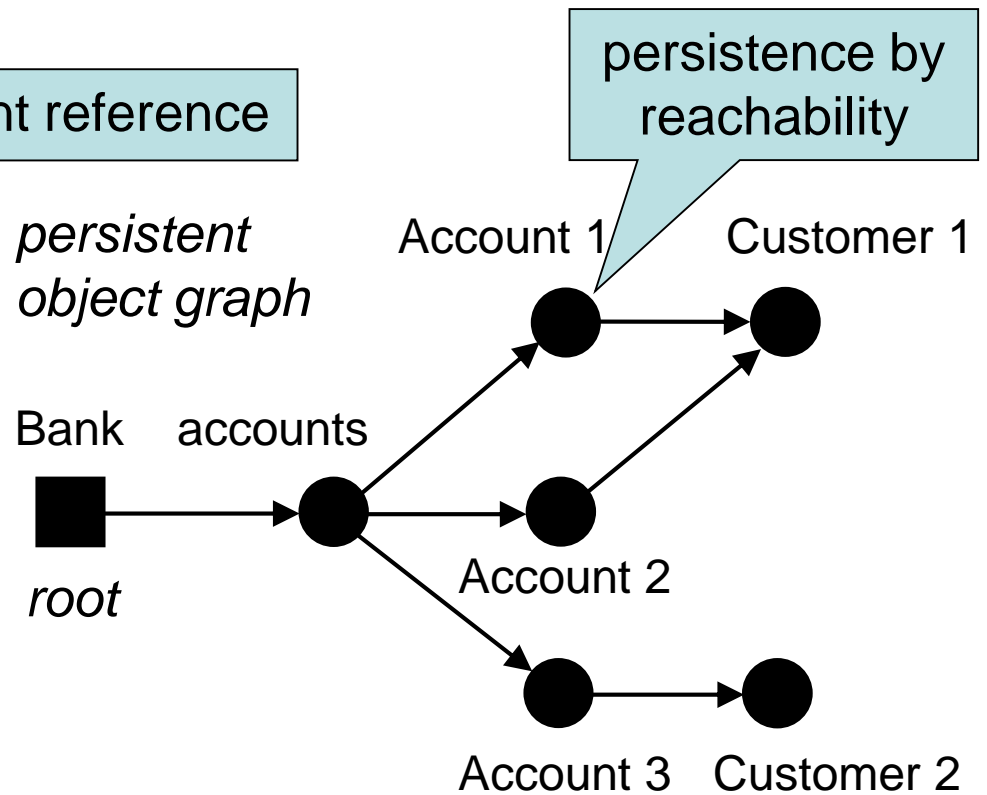 persistence by
reachability
nt reference
persistent
object graph
Account 1
Customer 1
Bank
accounts
root
Account 2
Account 3
Customer 2